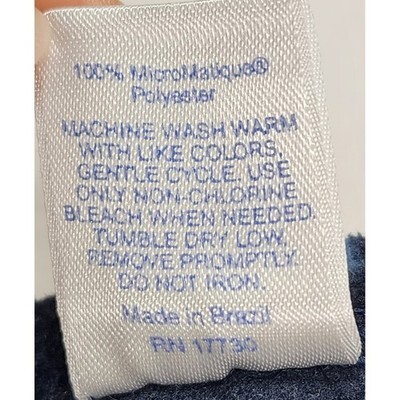 100% MicroMatique®
Polyester
MACHINE WASH WARM
WITH LIKE COLORS,
GENTLE CYCLE. USE
ONLY NON-CHLORINE
BLEACH WHEN NEEDED.
TUMBLE DRY LOW,
REMOVE PROMPTLY.
DO NOT IRON.
Made in Brazil
RN 17730